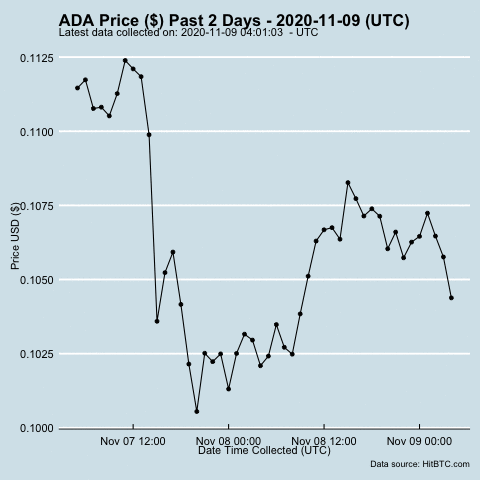 ADA Price ($) Past 2 Days - 2020-11-09 (UTC)
Latest data collected on: 2020-11-09 04:01:03 - UTC
0.1125
0.1100
0.1075
0.1050
0.1025
0.1000
Price USD ($)
Nov 07 12:00 Nov 08 00:00 Nov 08 12:00 Nov 09 00:00
Date Time Collected (UTC)
Data source: HitBTC.com